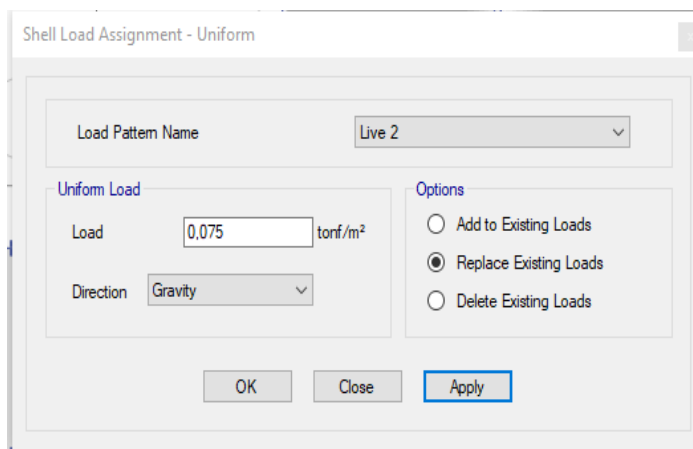 Shell Load Assignment - Uniform
Load Pattern Name
Live 2
Uniform Load
Load
0,075
tonf/m²
Direction
Gravity
Options
Add to Existing Loads
Replace Existing Loads
Delete Existing Loads
OK
Close
Apply